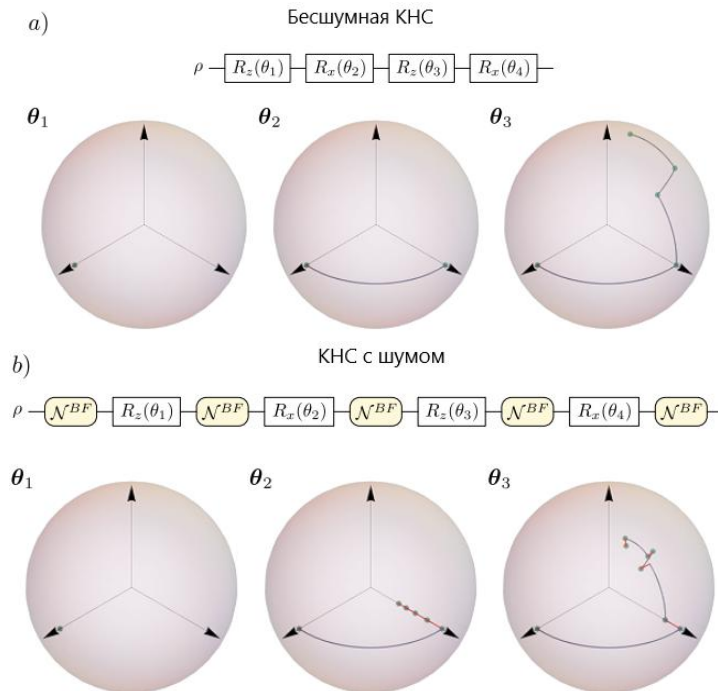 a)
Бесшумная КНС
ρ R_z(θ_1) R_x(θ_2) R_z(θ_3) R_x(θ_4)
θ_1 θ_2 θ_3
b)
КНС с шумом
ρ 𝒩^{BF} R_z(θ_1) 𝒩^{BF} R_x(θ_2) 𝒩^{BF} R_z(θ_3) 𝒩^{BF} R_x(θ_4) 𝒩^{BF}
θ_1 θ_2 θ_3